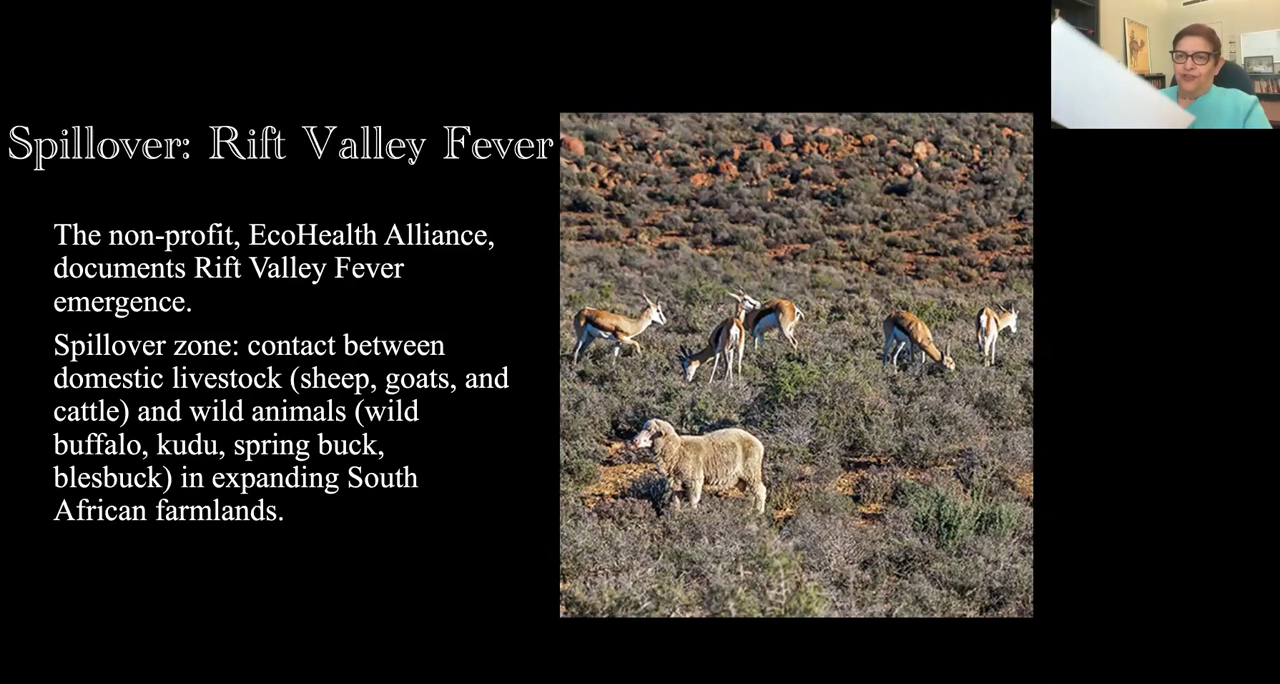 Spillover: Rift Valley Fever
The non-profit, EcoHealth Alliance,
documents Rift Valley Fever
emergence.
Spillover zone: contact between
domestic livestock (sheep, goats, and
cattle) and wild animals (wild
buffalo, kudu, spring buck,
blesbuck) in expanding South
African farmlands.